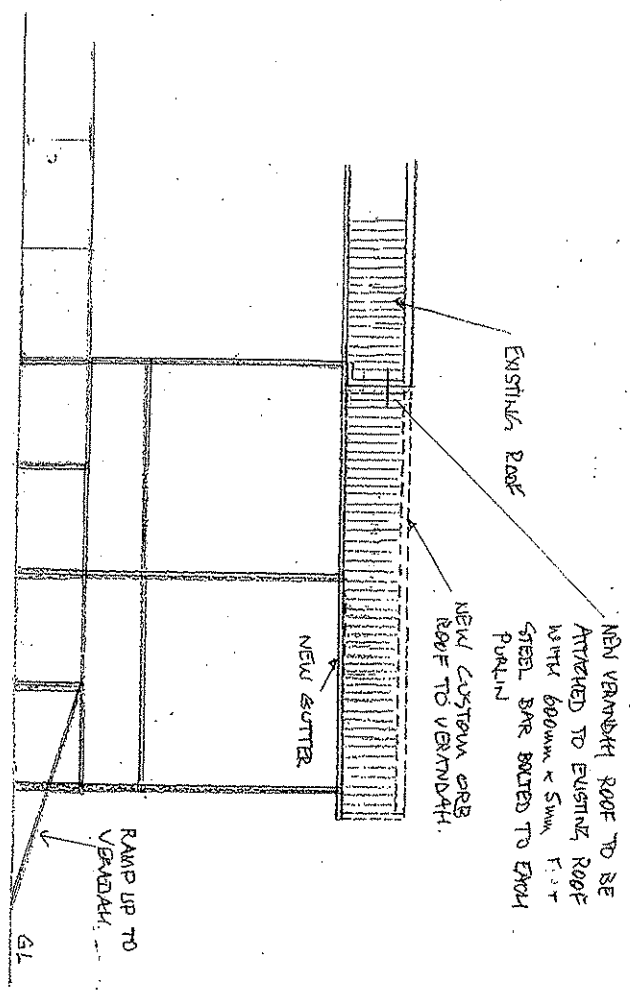 NEW VERANDAH ROOF TO BE
ATTACHED TO EXISTING ROOF
WITH 600mm x 5mm
STEEL BAR BOLTED TO EACH
PURLIN
EXISTING ROOF
NEW CUSTOM ORB
ROOF TO VERANDAH.
NEW GUTTER
RAMP UP TO
VERADAH.
GL